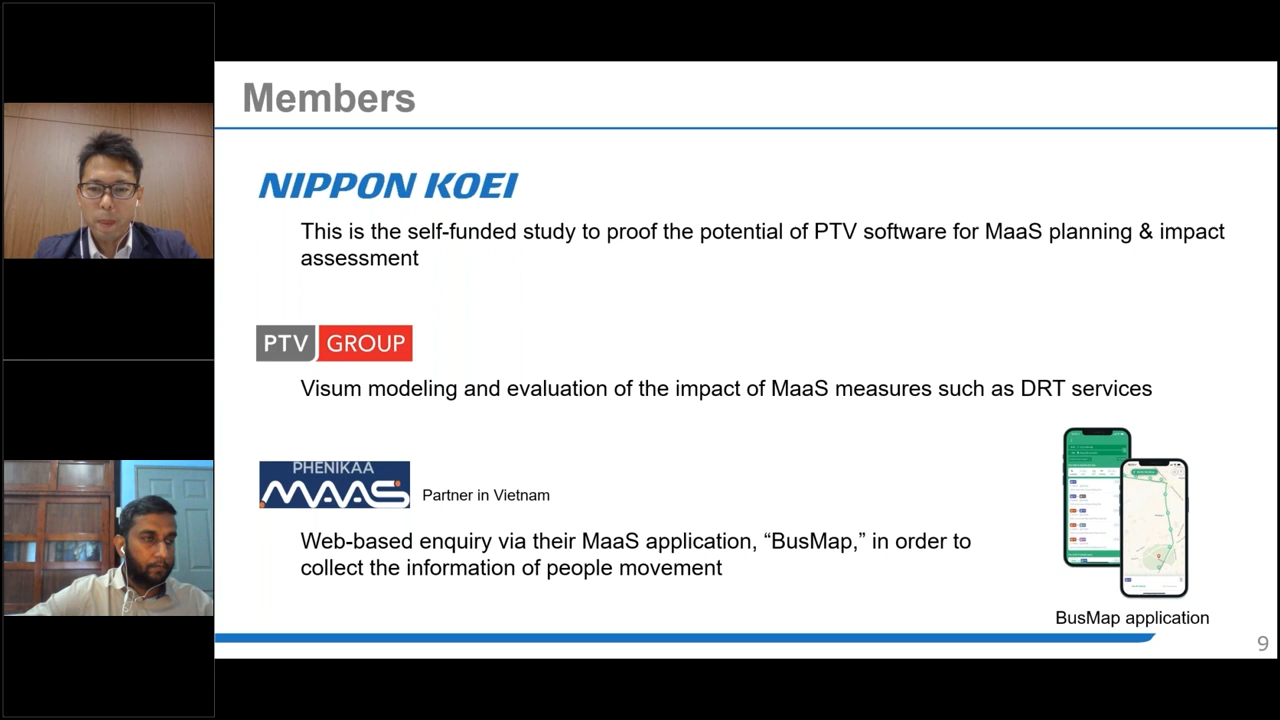 Members
NIPPON KOEI
This is the self-funded study to proof the potential of PTV software for MaaS planning & impact
assessment
PTV GROUP
Visum modeling and evaluation of the impact of MaaS measures such as DRT services
PHENIKAA
MAAS
Partner in Vietnam
Web-based enquiry via their MaaS application, “BusMap,” in order to
collect the information of people movement
BusMap application
9